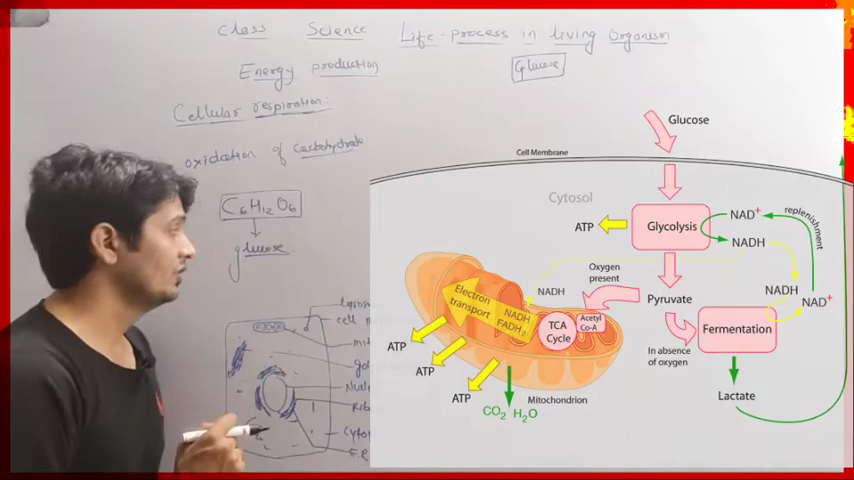 Class Science Life-process in living Organism
Energy production
Glucose
Cellular respiration:
oxidation of carbohydrate
C6H12O6
glucose
cell
Glucose
Cell Membrane
Cytosol
ATP
Glycolysis
NAD+
NADH
replenishment
Oxygen present
NADH
Pyruvate
NADH
NAD+
Electron transport
NADH
FADH2
TCA Cycle
Acetyl Co-A
Fermentation
In absence of oxygen
ATP
ATP
ATP
CO2 H2O
Mitochondrion
Lactate